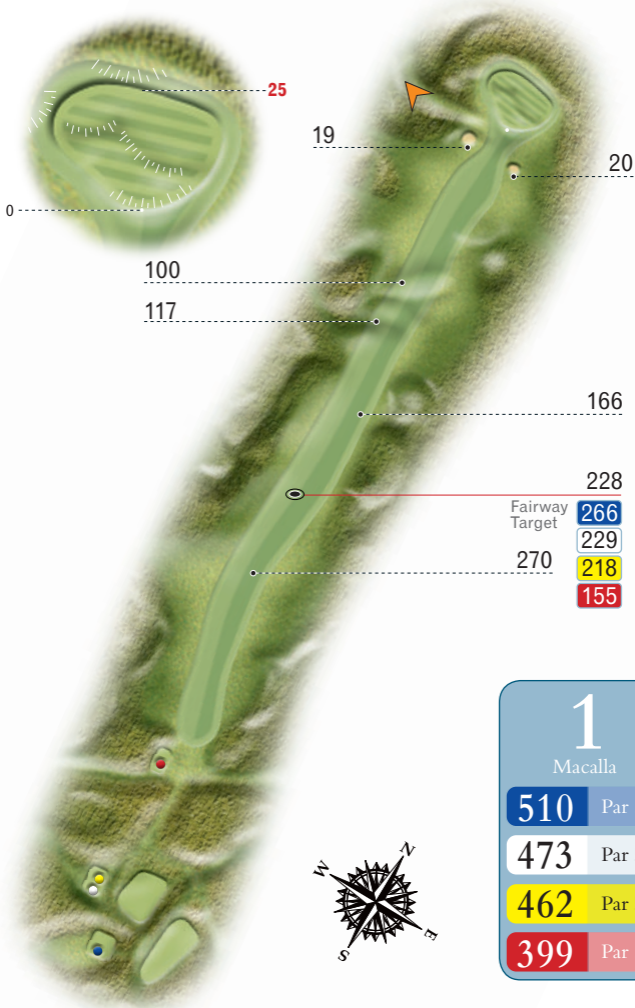 25
19
20
0
100
117
166
228
Fairway
Target
266
229
218
270
155
N
W
E
S
1
Macalla
510 Par
473 Par
462 Par
399 Par